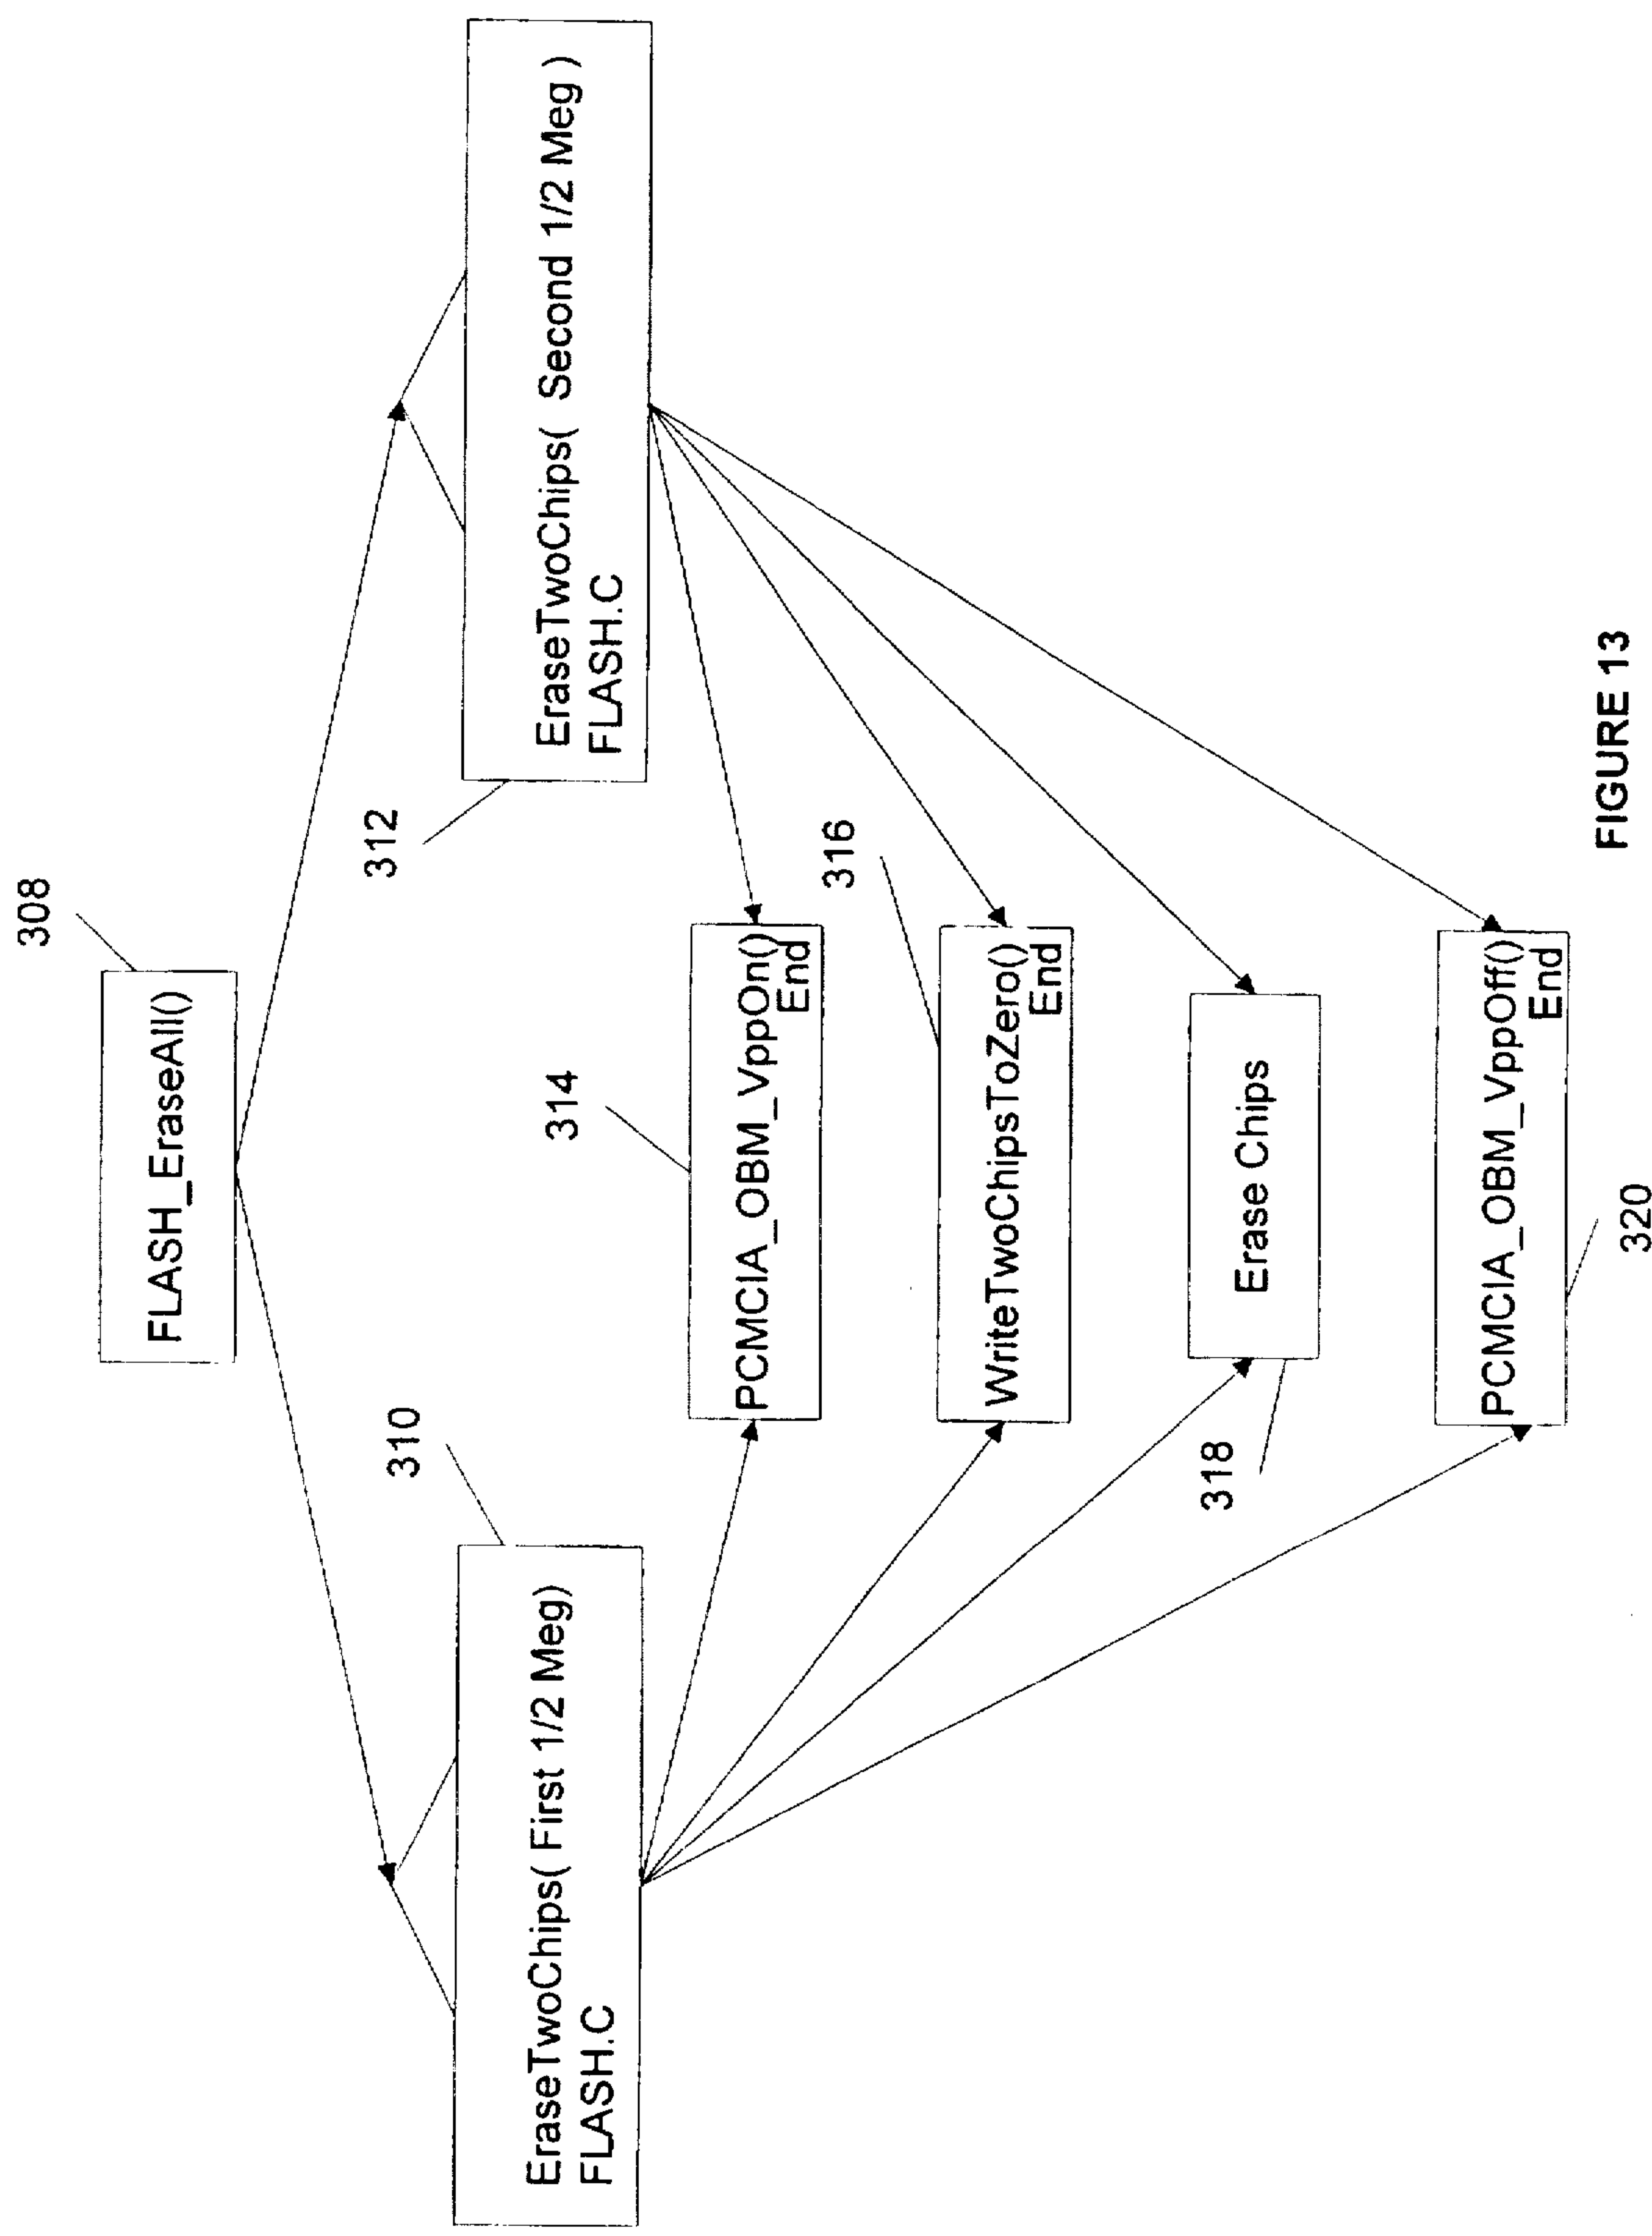 308
FLASH_EraseAll()
310
EraseTwoChips( First 1/2 Meg)
FLASH.C
312
EraseTwoChips( Second 1/2 Meg )
FLASH.C
314
PCMCIA_OBM_VppOn()
End
316
WriteTwoChipsToZero()
End
318
Erase Chips
PCMCIA_OBM_VppOff()
End
320
FIGURE 13